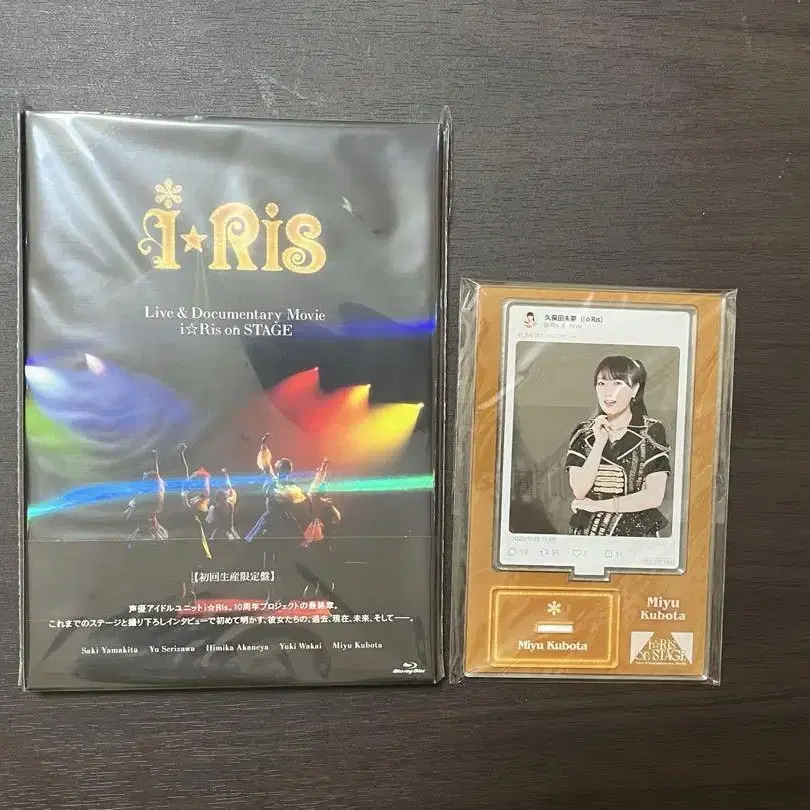 i☆Ris
Live & Documentary Movie
i☆Ris on STAGE
【初回生産限定盤】
声優アイドルユニットi☆Ris、10周年プロジェクトの最終章。
これまでのステージと撮り下ろしインタビューで初めて明かす、彼女たちの、過去、現在、未来、そして——。
Saki Yamakita Yu Serizawa Himika Akaneya Yuki Wakai Miyu Kubota
Blu-ray Disc
久保田未夢（i☆Ris）
Miyu Kubota
Miyu
Kubota
i☆Ris
on STAGE